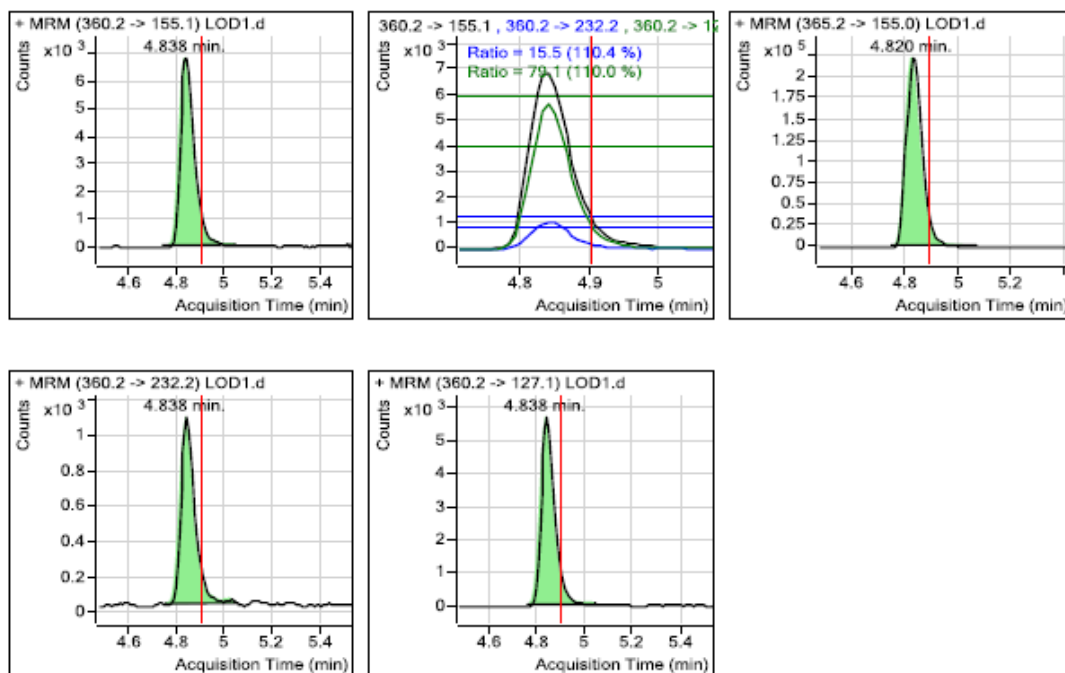 + MRM (360.2 -> 155.1) LOD1.d
Counts
x10 3
4.838 min.
7
6
5
4
3
2
1
0
4.6 4.8 5 5.2 5.4
Acquisition Time (min)
360.2 -> 155.1 , 360.2 -> 232.2 , 360.2 ->
Counts
x10 3
Ratio = 15.5 (110.4 %)
Ratio = 79.1 (110.0 %)
7
6
5
4
3
2
1
0
4.8 4.9 5
Acquisition Time (min)
+ MRM (365.2 -> 155.0) LOD1.d
Counts
x10 5
4.820 min.
2
1.75
1.5
1.25
1
0.75
0.5
0.25
0
4.6 4.8 5 5.2
Acquisition Time (min)
+ MRM (360.2 -> 232.2) LOD1.d
Counts
x10 3
4.838 min.
1
0.8
0.6
0.4
0.2
0
4.6 4.8 5 5.2 5.4
Acquisition Time (min)
+ MRM (360.2 -> 127.1) LOD1.d
Counts
x10 3
4.838 min.
5
4
3
2
1
0
4.6 4.8 5 5.2 5.4
Acquisition Time (min)